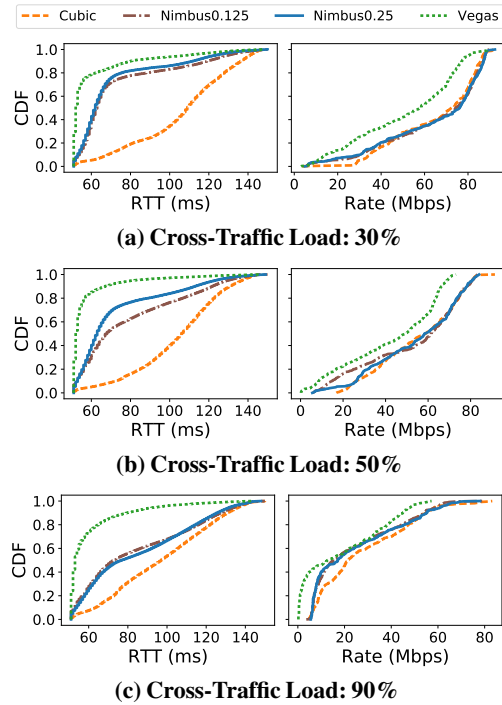 Cubic Nimbus0.125 Nimbus0.25 Vegas
CDF
1.0
0.8
0.6
0.4
0.2
0.0
60 80 100 120 140
RTT (ms)
20 40 60 80
Rate (Mbps)
(a) Cross-Traffic Load: 30%
CDF
1.0
0.8
0.6
0.4
0.2
0.0
60 80 100 120 140
RTT (ms)
0 20 40 60 80
Rate (Mbps)
(b) Cross-Traffic Load: 50%
CDF
1.0
0.8
0.6
0.4
0.2
0.0
60 80 100 120 140
RTT (ms)
0 20 40 60 80
Rate (Mbps)
(c) Cross-Traffic Load: 90%